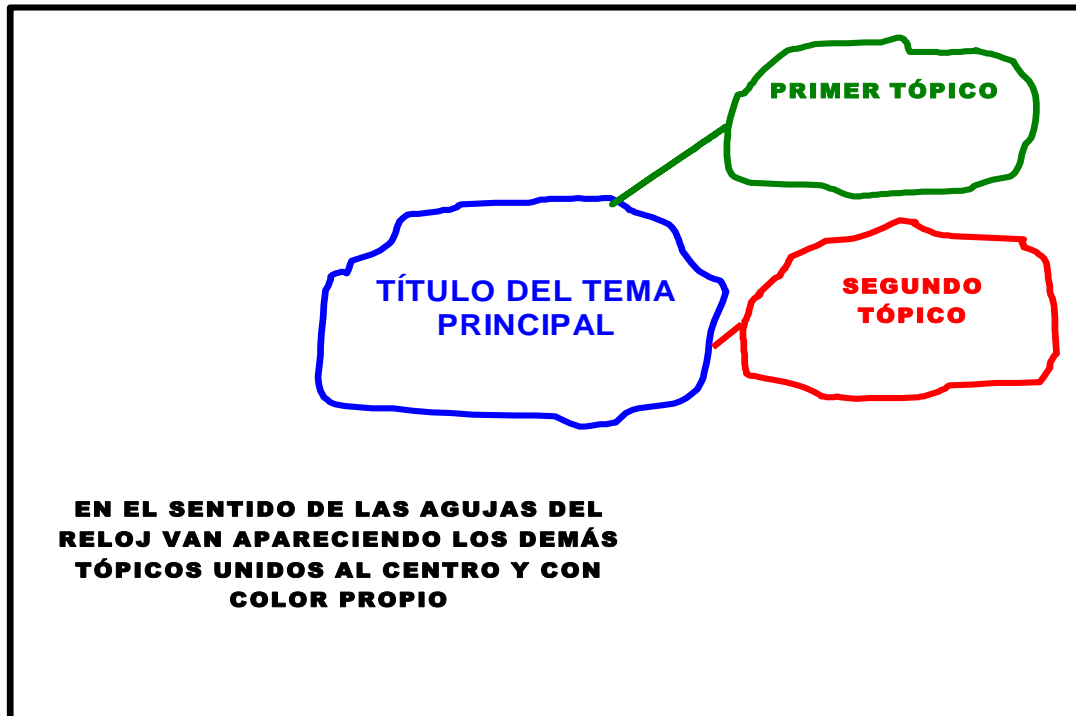 PRIMER TÓPICO
TÍTULO DEL TEMA
PRINCIPAL
SEGUNDO
TÓPICO
EN EL SENTIDO DE LAS AGUJAS DEL
RELOJ VAN APARECIENDO LOS DEMÁS
TÓPICOS UNIDOS AL CENTRO Y CON
COLOR PROPIO